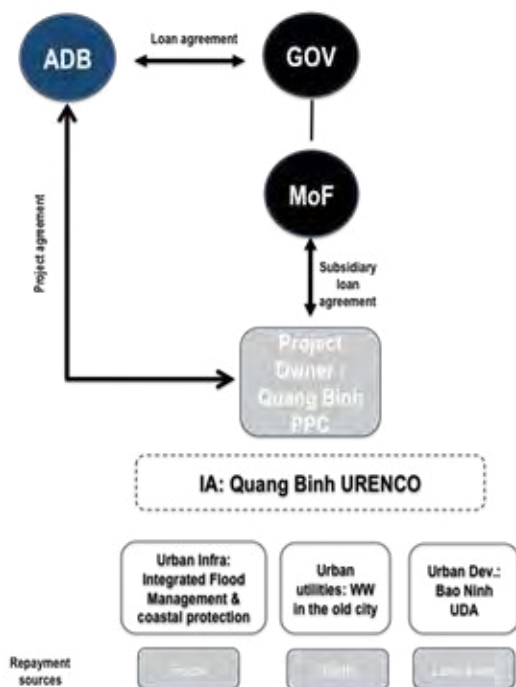 ADB
Loan agreement
GOV
MoF
Project agreement
Subsidiary
loan
agreement
Project
Owner :
Quang Binh
PPC
IA: Quang Binh URENCO
Urban Infra:
Integrated Flood
Management &
coastal protection
Urban
utilities: WW
in the old city
Urban Dev.:
Bao Ninh
UDA
Repayment
sources